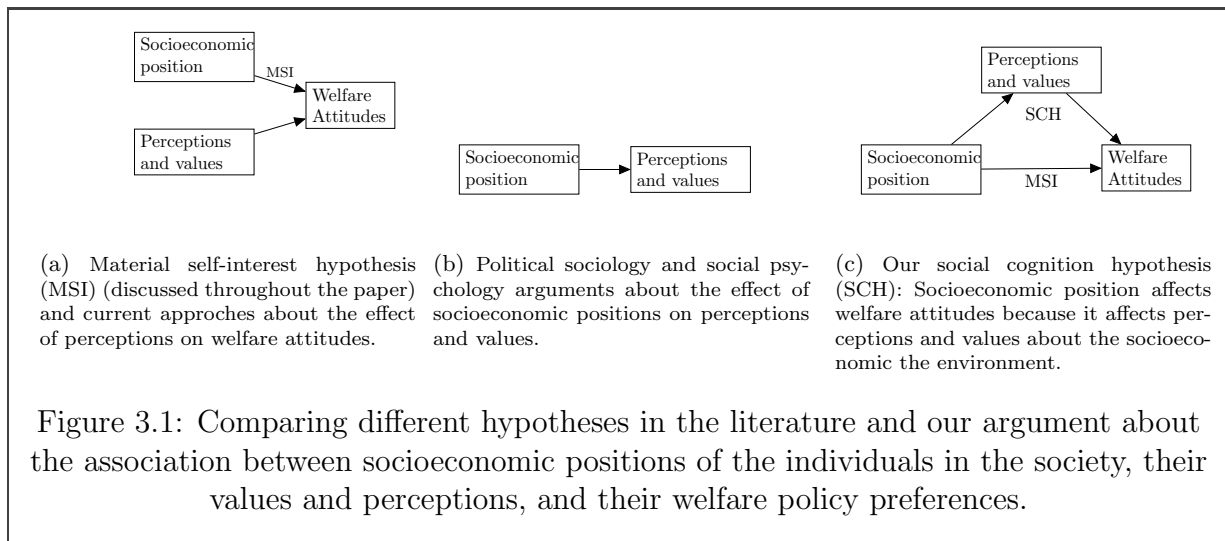 Socioeconomic
position
MSI
Welfare
Attitudes
Perceptions
and values
Socioeconomic
position
Perceptions
and values
Perceptions
and values
SCH
Socioeconomic
position
MSI
Welfare
Attitudes
(a) Material self-interest hypothesis
(MSI) (discussed throughout the paper)
and current approches about the effect
of perceptions on welfare attitudes.
(b) Political sociology and social psy-
chology arguments about the effect of
socioeconomic positions on perceptions
and values.
(c) Our social cognition hypothesis
(SCH): Socioeconomic position affects
welfare attitudes because it affects per-
ceptions and values about the socioeco-
nomic the environment.
Figure 3.1: Comparing different hypotheses in the literature and our argument about
the association between socioeconomic positions of the individuals in the society, their
values and perceptions, and their welfare policy preferences.